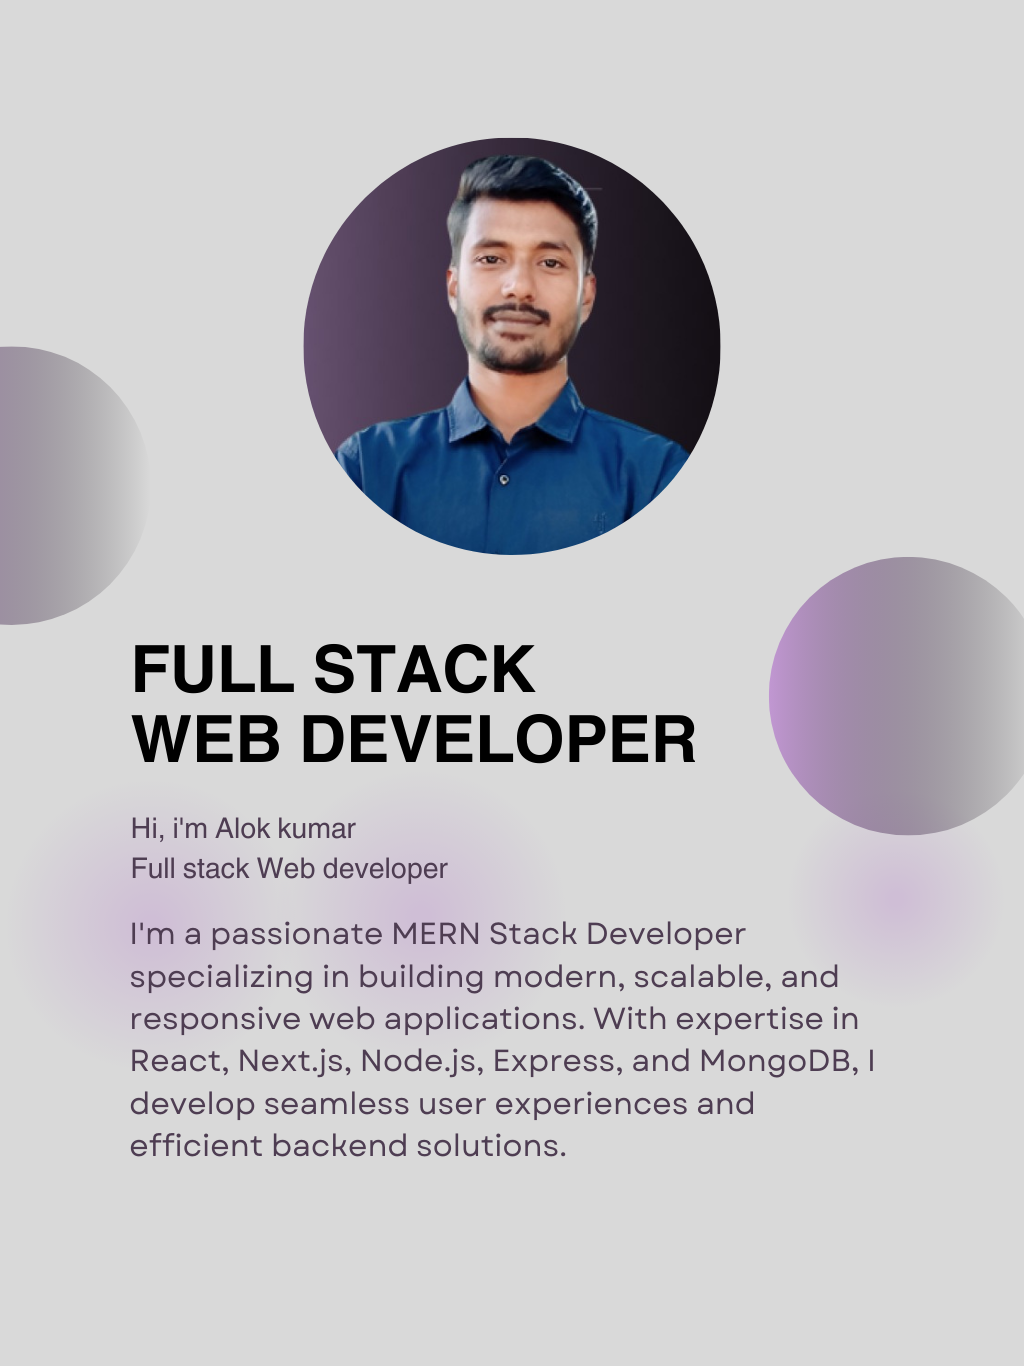 FULL STACK
WEB DEVELOPER
Hi, i'm Alok kumar
Full stack Web developer
I'm a passionate MERN Stack Developer
specializing in building modern, scalable, and
responsive web applications. With expertise in
React, Next.js, Node.js, Express, and MongoDB, I
develop seamless user experiences and
efficient backend solutions.